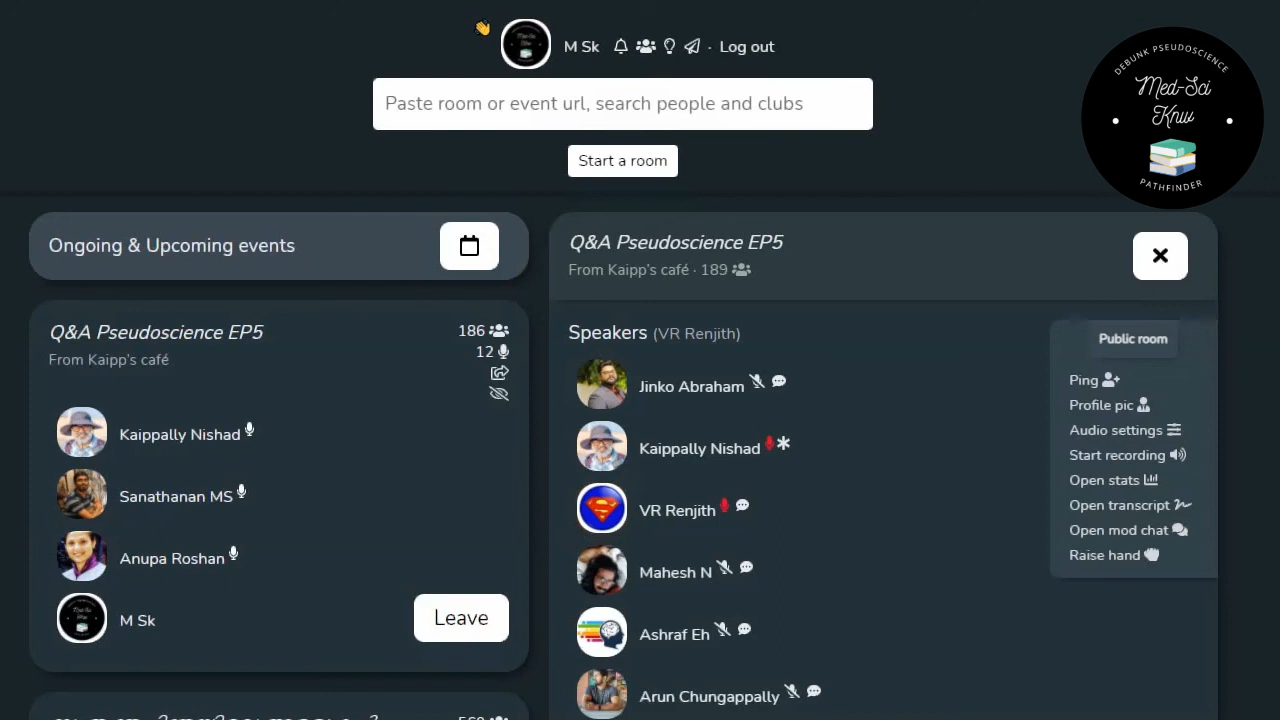 M Sk
· Log out
Paste room or event url, search people and clubs
Start a room
DEBUNK PSEUDOSCIENCE
Med-Sci
Knw
PATHFINDER
Ongoing & Upcoming events
Q&A Pseudoscience EP5
From Kaipp's café
186
12
Kaippally Nishad
Sanathanan MS
Anupa Roshan
M Sk
Leave
Q&A Pseudoscience EP5
From Kaipp's café · 189
Speakers (VR Renjith)
Jinko Abraham
Kaippally Nishad
VR Renjith
Mahesh N
Ashraf Eh
Arun Chungappally
Public room
Ping
Profile pic
Audio settings
Start recording
Open stats
Open transcript
Open mod chat
Raise hand